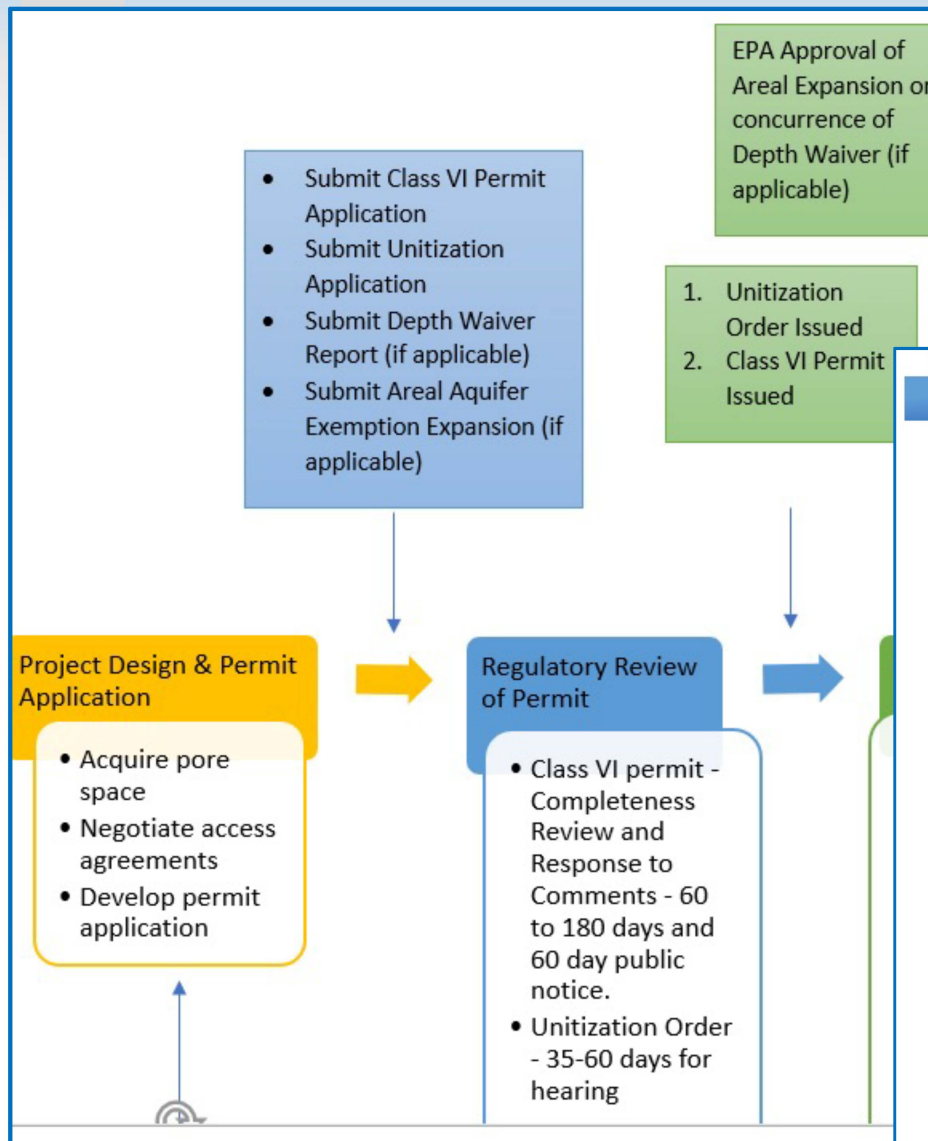 EPA Approval of
Areal Expansion or
concurrence of
Depth Waiver (if
applicable)
• Submit Class VI Permit
Application
• Submit Unitization
Application
• Submit Depth Waiver
Report (if applicable)
• Submit Areal Aquifer
Exemption Expansion (if
applicable)
1. Unitization
Order Issued
2. Class VI Permit
Issued
Project Design & Permit
Application
• Acquire pore
space
• Negotiate access
agreements
• Develop permit
application
Regulatory Review
of Permit
• Class VI permit -
Completeness
Review and
Response to
Comments - 60
to 180 days and
60 day public
notice.
• Unitization Order
- 35-60 days for
hearing